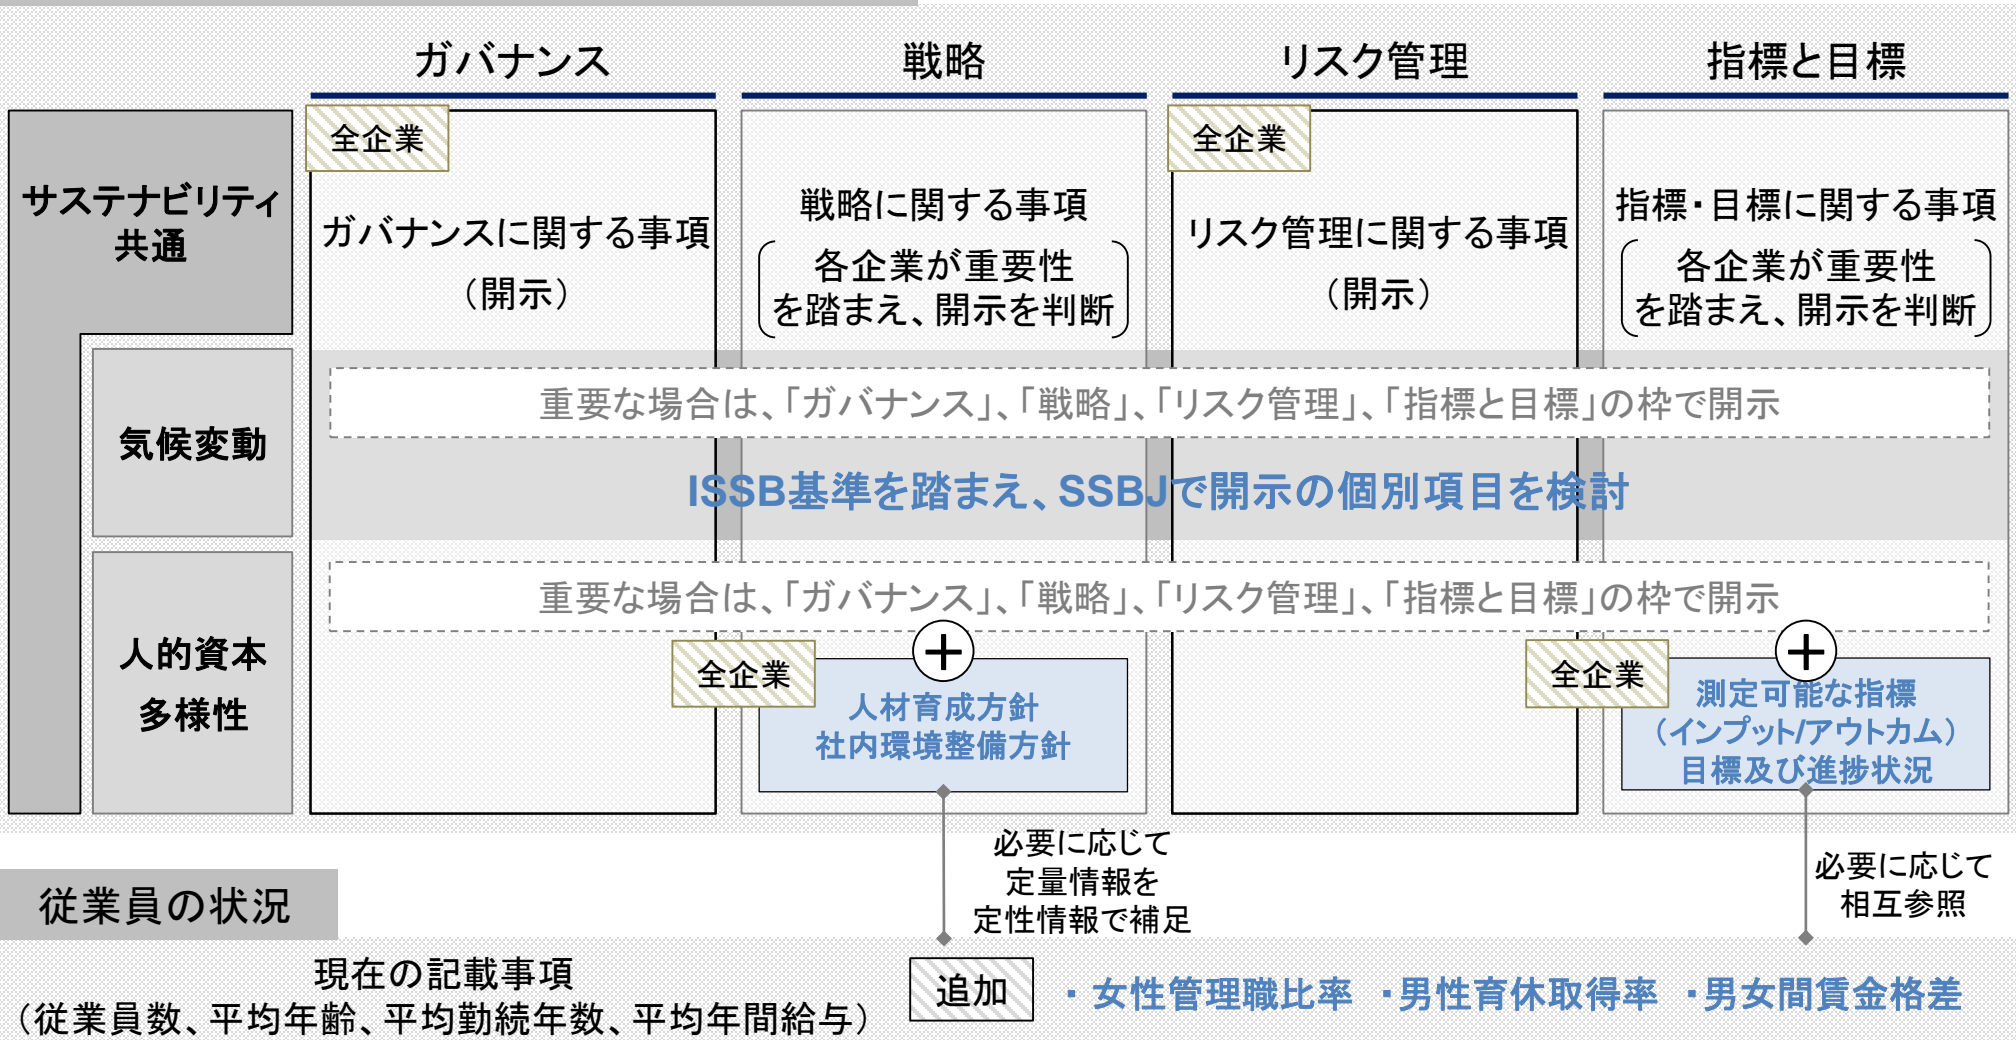 ガバナンス
戦略
リスク管理
指標と目標
サステナビリティ
共通
全企業
ガバナンスに関する事項
（開示）
戦略に関する事項
各企業が重要性
を踏まえ、開示を判断
全企業
リスク管理に関する事項
（開示）
指標・目標に関する事項
各企業が重要性
を踏まえ、開示を判断
気候変動
重要な場合は、「ガバナンス」、「戦略」、「リスク管理」、「指標と目標」の枠で開示
ISSB基準を踏まえ、SSBJで開示の個別項目を検討
人的資本
多様性
重要な場合は、「ガバナンス」、「戦略」、「リスク管理」、「指標と目標」の枠で開示
全企業
＋
人材育成方針
社内環境整備方針
全企業
＋
測定可能な指標
（インプット/アウトカム）
目標及び進捗状況
必要に応じて
定量情報を
定性情報で補足
必要に応じて
相互参照
従業員の状況
現在の記載事項
（従業員数、平均年齢、平均勤続年数、平均年間給与）
追加
・女性管理職比率 ・男性育休取得率 ・男女間賃金格差